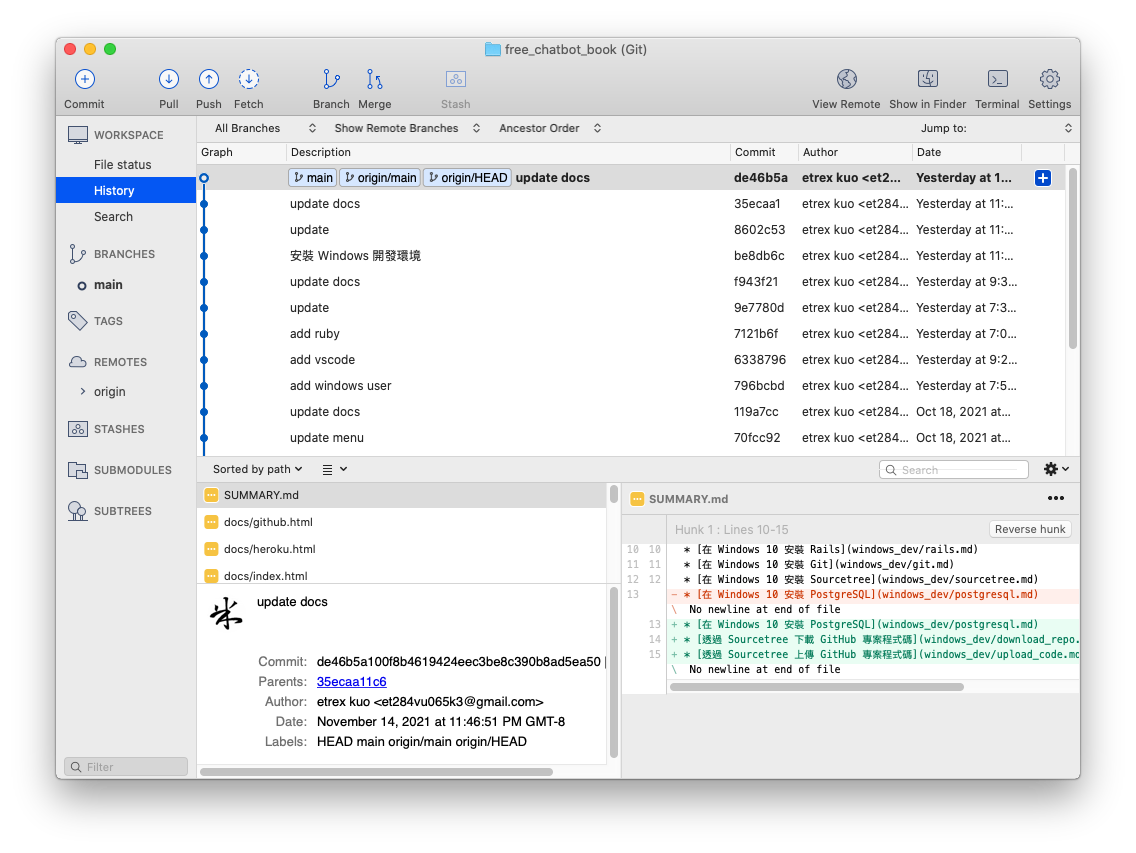 free_chatbot_book (Git)
Commit Pull Push Fetch Branch Merge Stash View Remote Show in Finder Terminal Settings
WORKSPACE
File status
History
Search
BRANCHES
main
TAGS
REMOTES
origin
STASHES
SUBMODULES
SUBTREES
Filter
All Branches Show Remote Branches Ancestor Order Jump to:
Graph Description Commit Author Date
main origin/main origin/HEAD update docs de46b5a etrex kuo <et2... Yesterday at 1...
update docs 35ecaa1 etrex kuo <et284... Yesterday at 11:...
update 8602c53 etrex kuo <et284... Yesterday at 11:...
安裝 Windows 開發環境 be8db6c etrex kuo <et284... Yesterday at 11:...
update docs f943f21 etrex kuo <et284... Yesterday at 9:3...
update 9e7780d etrex kuo <et284... Yesterday at 7:3...
add ruby 7121b6f etrex kuo <et284... Yesterday at 7:0...
add vscode 6338796 etrex kuo <et284... Yesterday at 9:2...
add windows user 796bcbd etrex kuo <et284... Yesterday at 7:5...
update docs 119a7cc etrex kuo <et284... Oct 18, 2021 at...
update menu 70fcc92 etrex kuo <et284... Oct 18, 2021 at...
Sorted by path Search
SUMMARY.md
docs/github.html
docs/heroku.html
docs/index.html
update docs
Commit: de46b5a100f8b4619424eec3be8c390b8ad5ea50
Parents: 35ecaa11c6
Author: etrex kuo <et284vu065k3@gmail.com>
Date: November 14, 2021 at 11:46:51 PM GMT-8
Labels: HEAD main origin/main origin/HEAD
SUMMARY.md
Hunk 1 : Lines 10-15 Reverse hunk
10 10 * [在 Windows 10 安裝 Rails](windows_dev/rails.md)
11 11 * [在 Windows 10 安裝 Git](windows_dev/git.md)
12 12 * [在 Windows 10 安裝 Sourcetree](windows_dev/sourcetree.md)
13 - * [在 Windows 10 安裝 PostgreSQL](windows_dev/postgresql.md)
\ No newline at end of file
13 + * [在 Windows 10 安裝 PostgreSQL](windows_dev/postgresql.md)
14 + * [透過 Sourcetree 下載 GitHub 專案程式碼](windows_dev/download_repo.
15 + * [透過 Sourcetree 上傳 GitHub 專案程式碼](windows_dev/upload_code.md
\ No newline at end of file